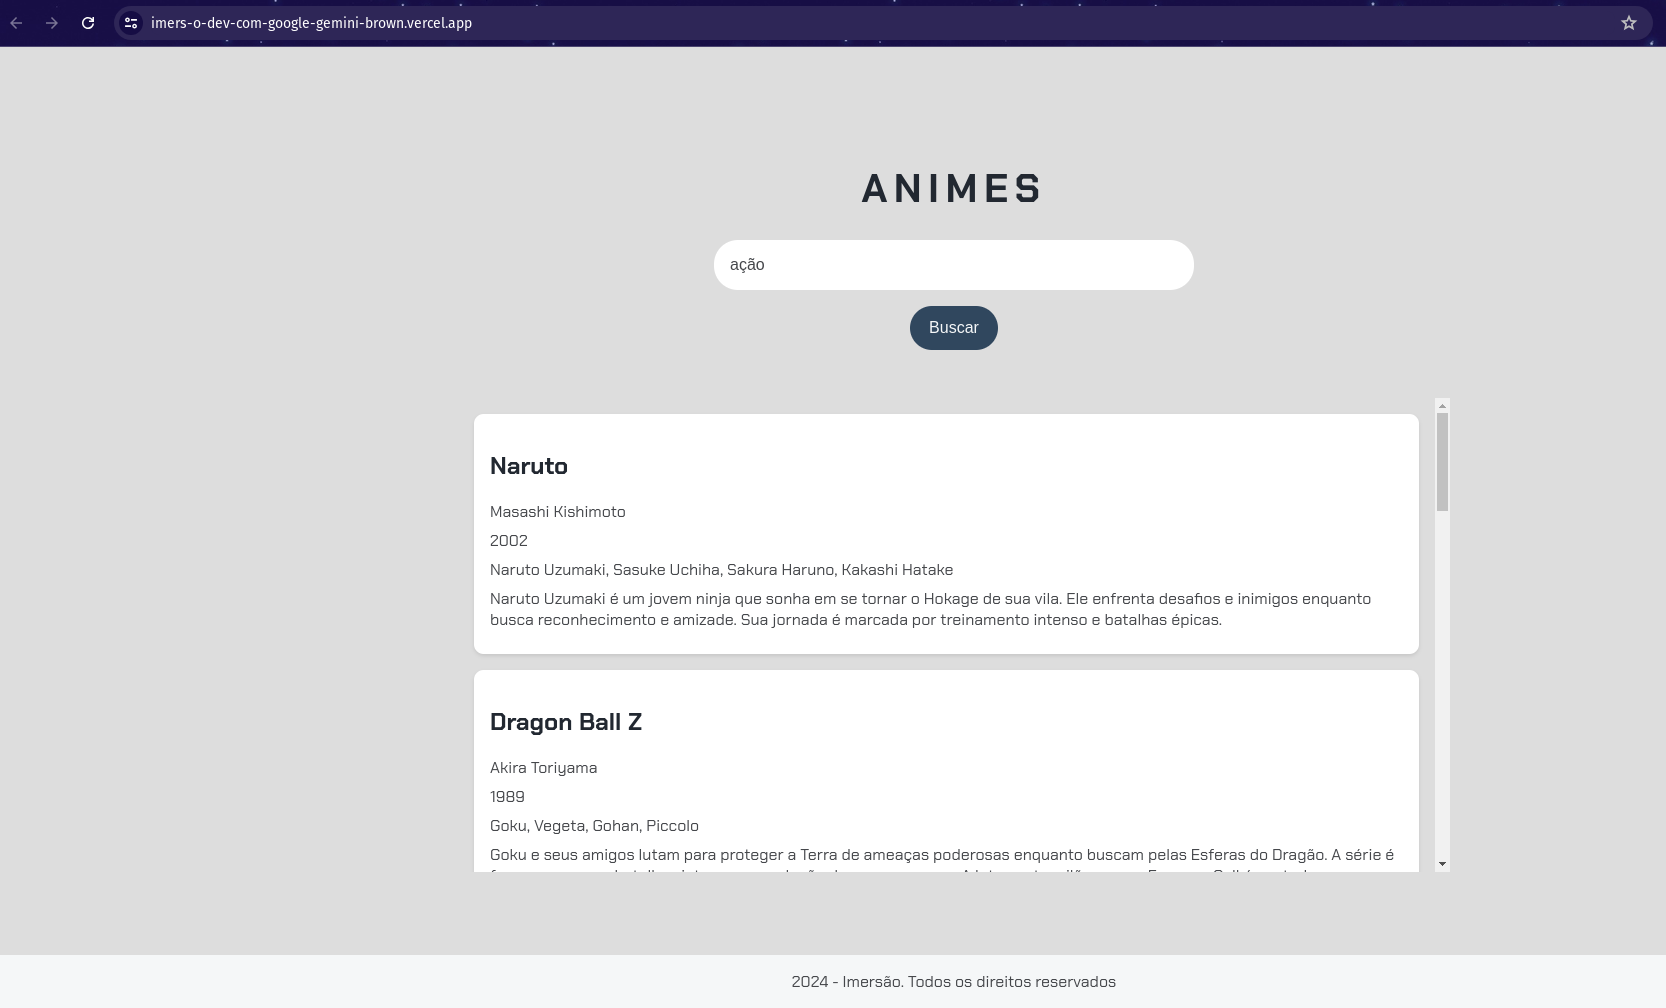 imers-o-dev-com-google-gemini-brown.vercel.app
ANIMES
ação
Buscar
Naruto
Masashi Kishimoto
2002
Naruto Uzumaki, Sasuke Uchiha, Sakura Haruno, Kakashi Hatake
Naruto Uzumaki é um jovem ninja que sonha em se tornar o Hokage de sua vila. Ele enfrenta desafios e inimigos enquanto
busca reconhecimento e amizade. Sua jornada é marcada por treinamento intenso e batalhas épicas.
Dragon Ball Z
Akira Toriyama
1989
Goku, Vegeta, Gohan, Piccolo
Goku e seus amigos lutam para proteger a Terra de ameaças poderosas enquanto buscam pelas Esferas do Dragão. A série é
2024 - Imersão. Todos os direitos reservados